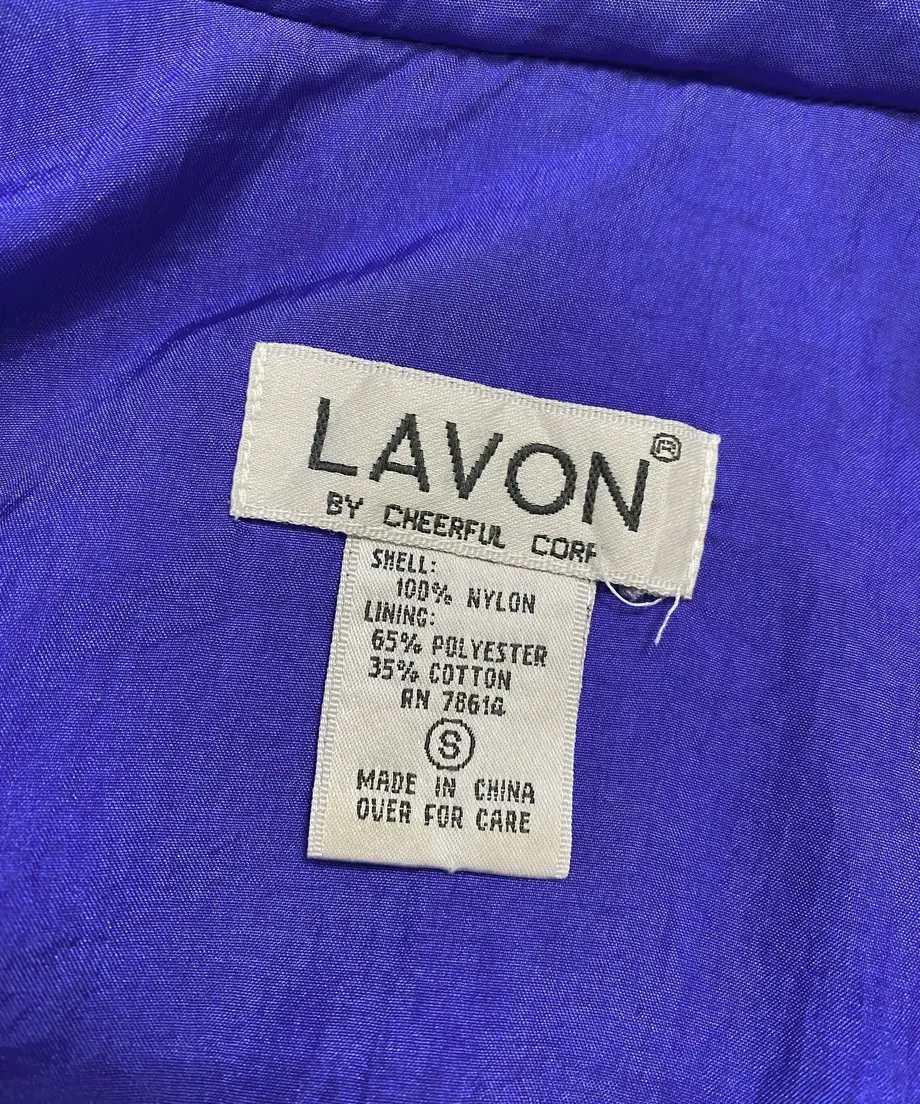 LAVON®
BY CHEERFUL CORP
SHELL:
100% NYLON
LINING:
65% POLYESTER
35% COTTON
RN 78614
S
MADE IN CHINA
OVER FOR CARE